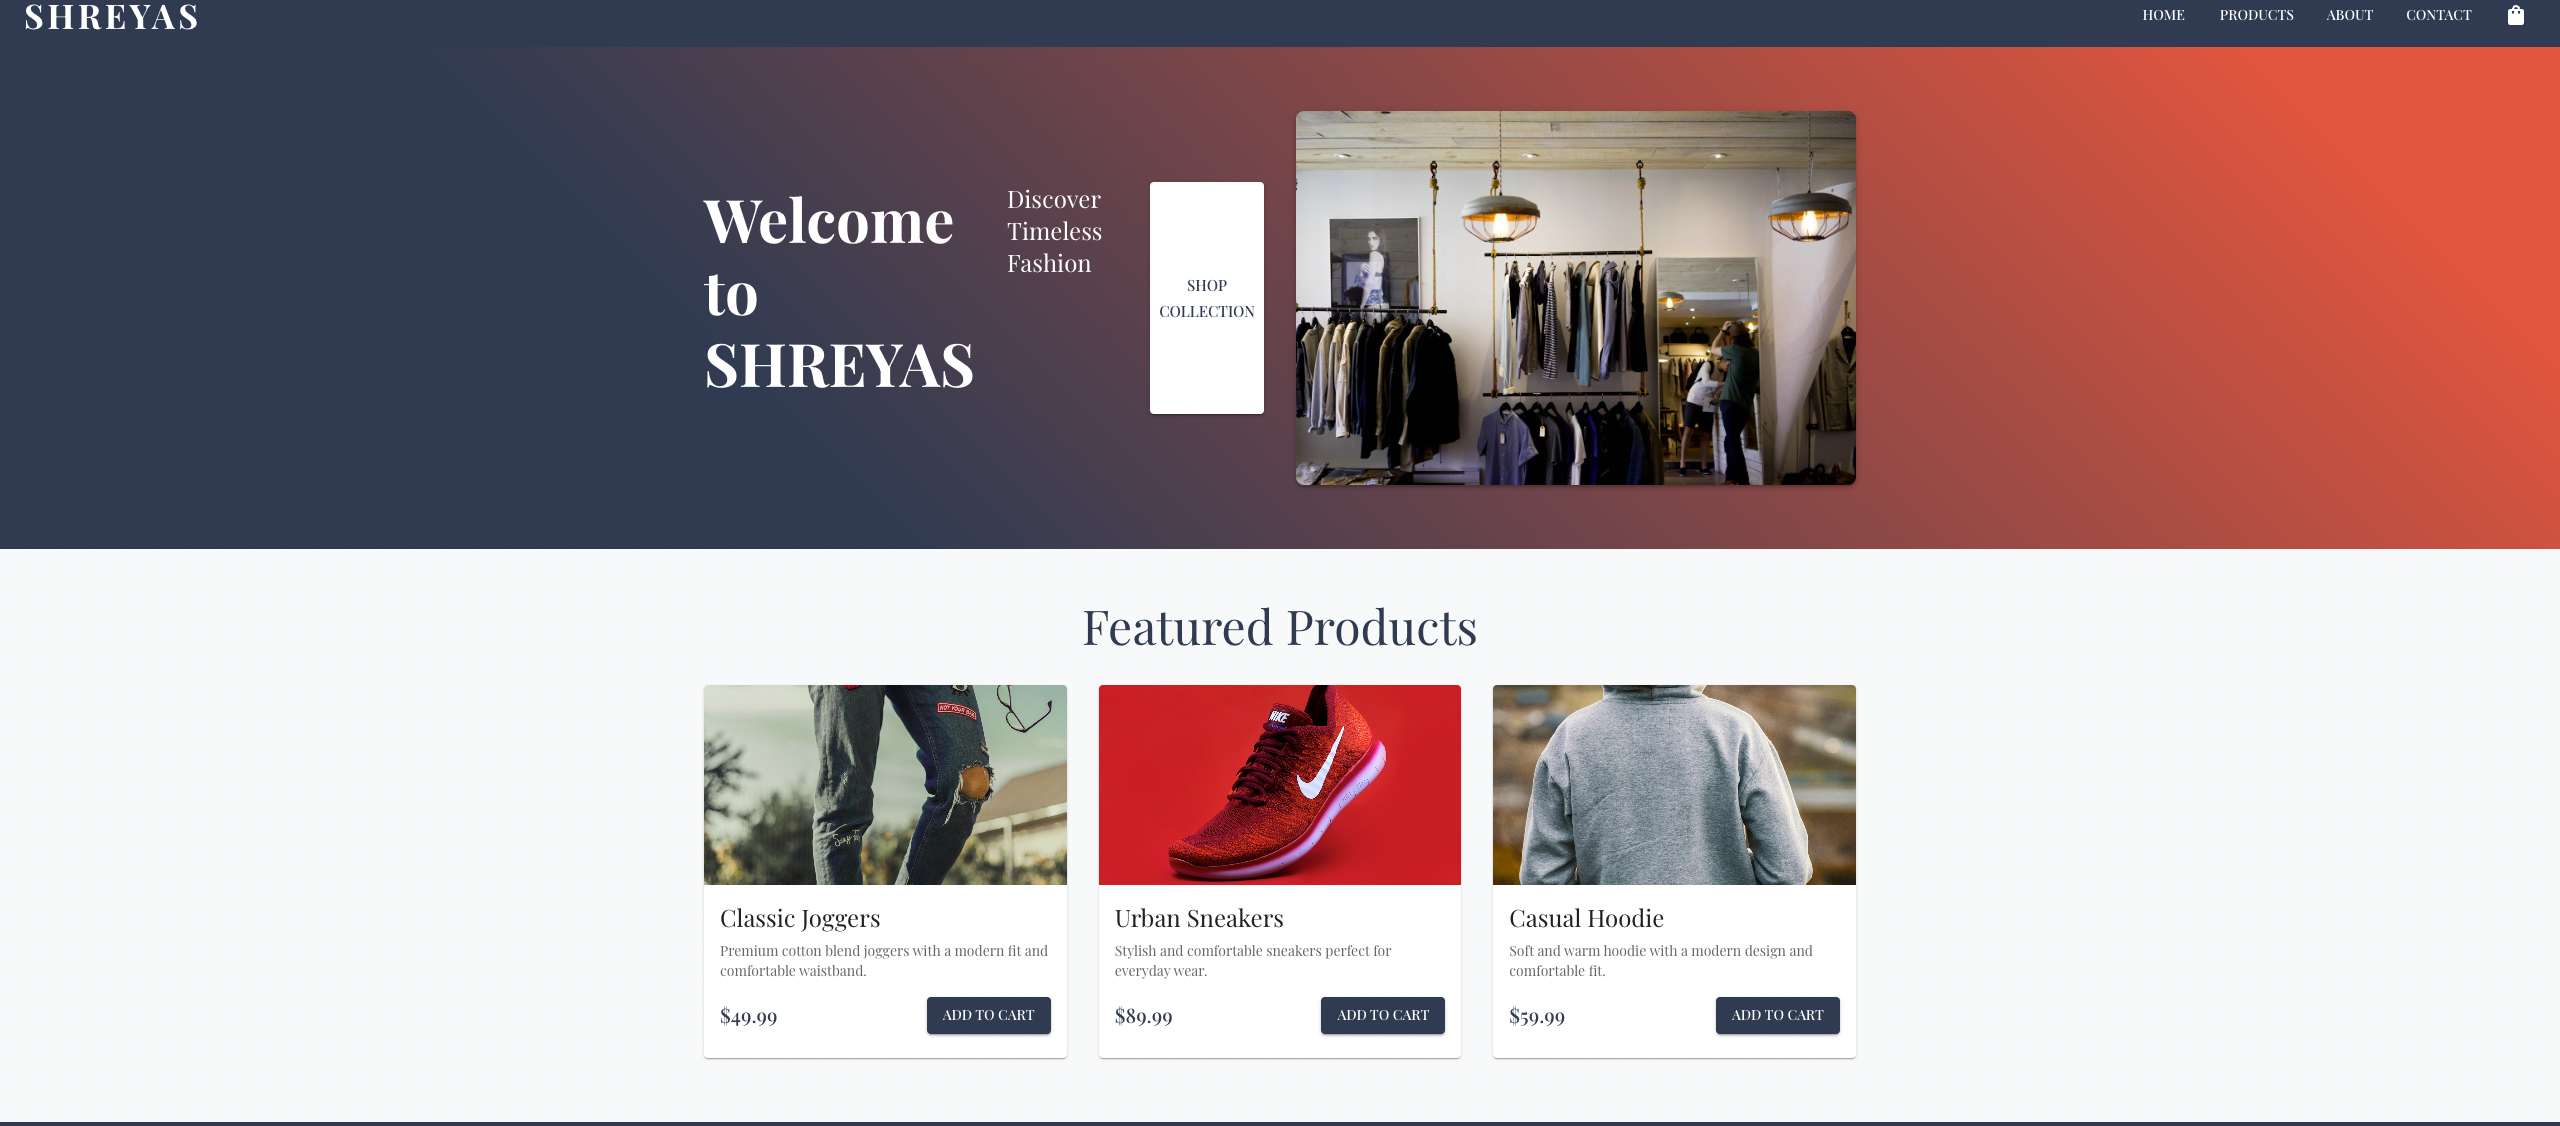 SHREYAS
HOME PRODUCTS ABOUT CONTACT
Welcome
to
SHREYAS
Discover
Timeless
Fashion
SHOP
COLLECTION
Featured Products
NOT YOUR BAE
NIKE
Classic Joggers
Premium cotton blend joggers with a modern fit and
comfortable waistband.
$49.99
ADD TO CART
Urban Sneakers
Stylish and comfortable sneakers perfect for
everyday wear.
$89.99
ADD TO CART
Casual Hoodie
Soft and warm hoodie with a modern design and
comfortable fit.
$59.99
ADD TO CART